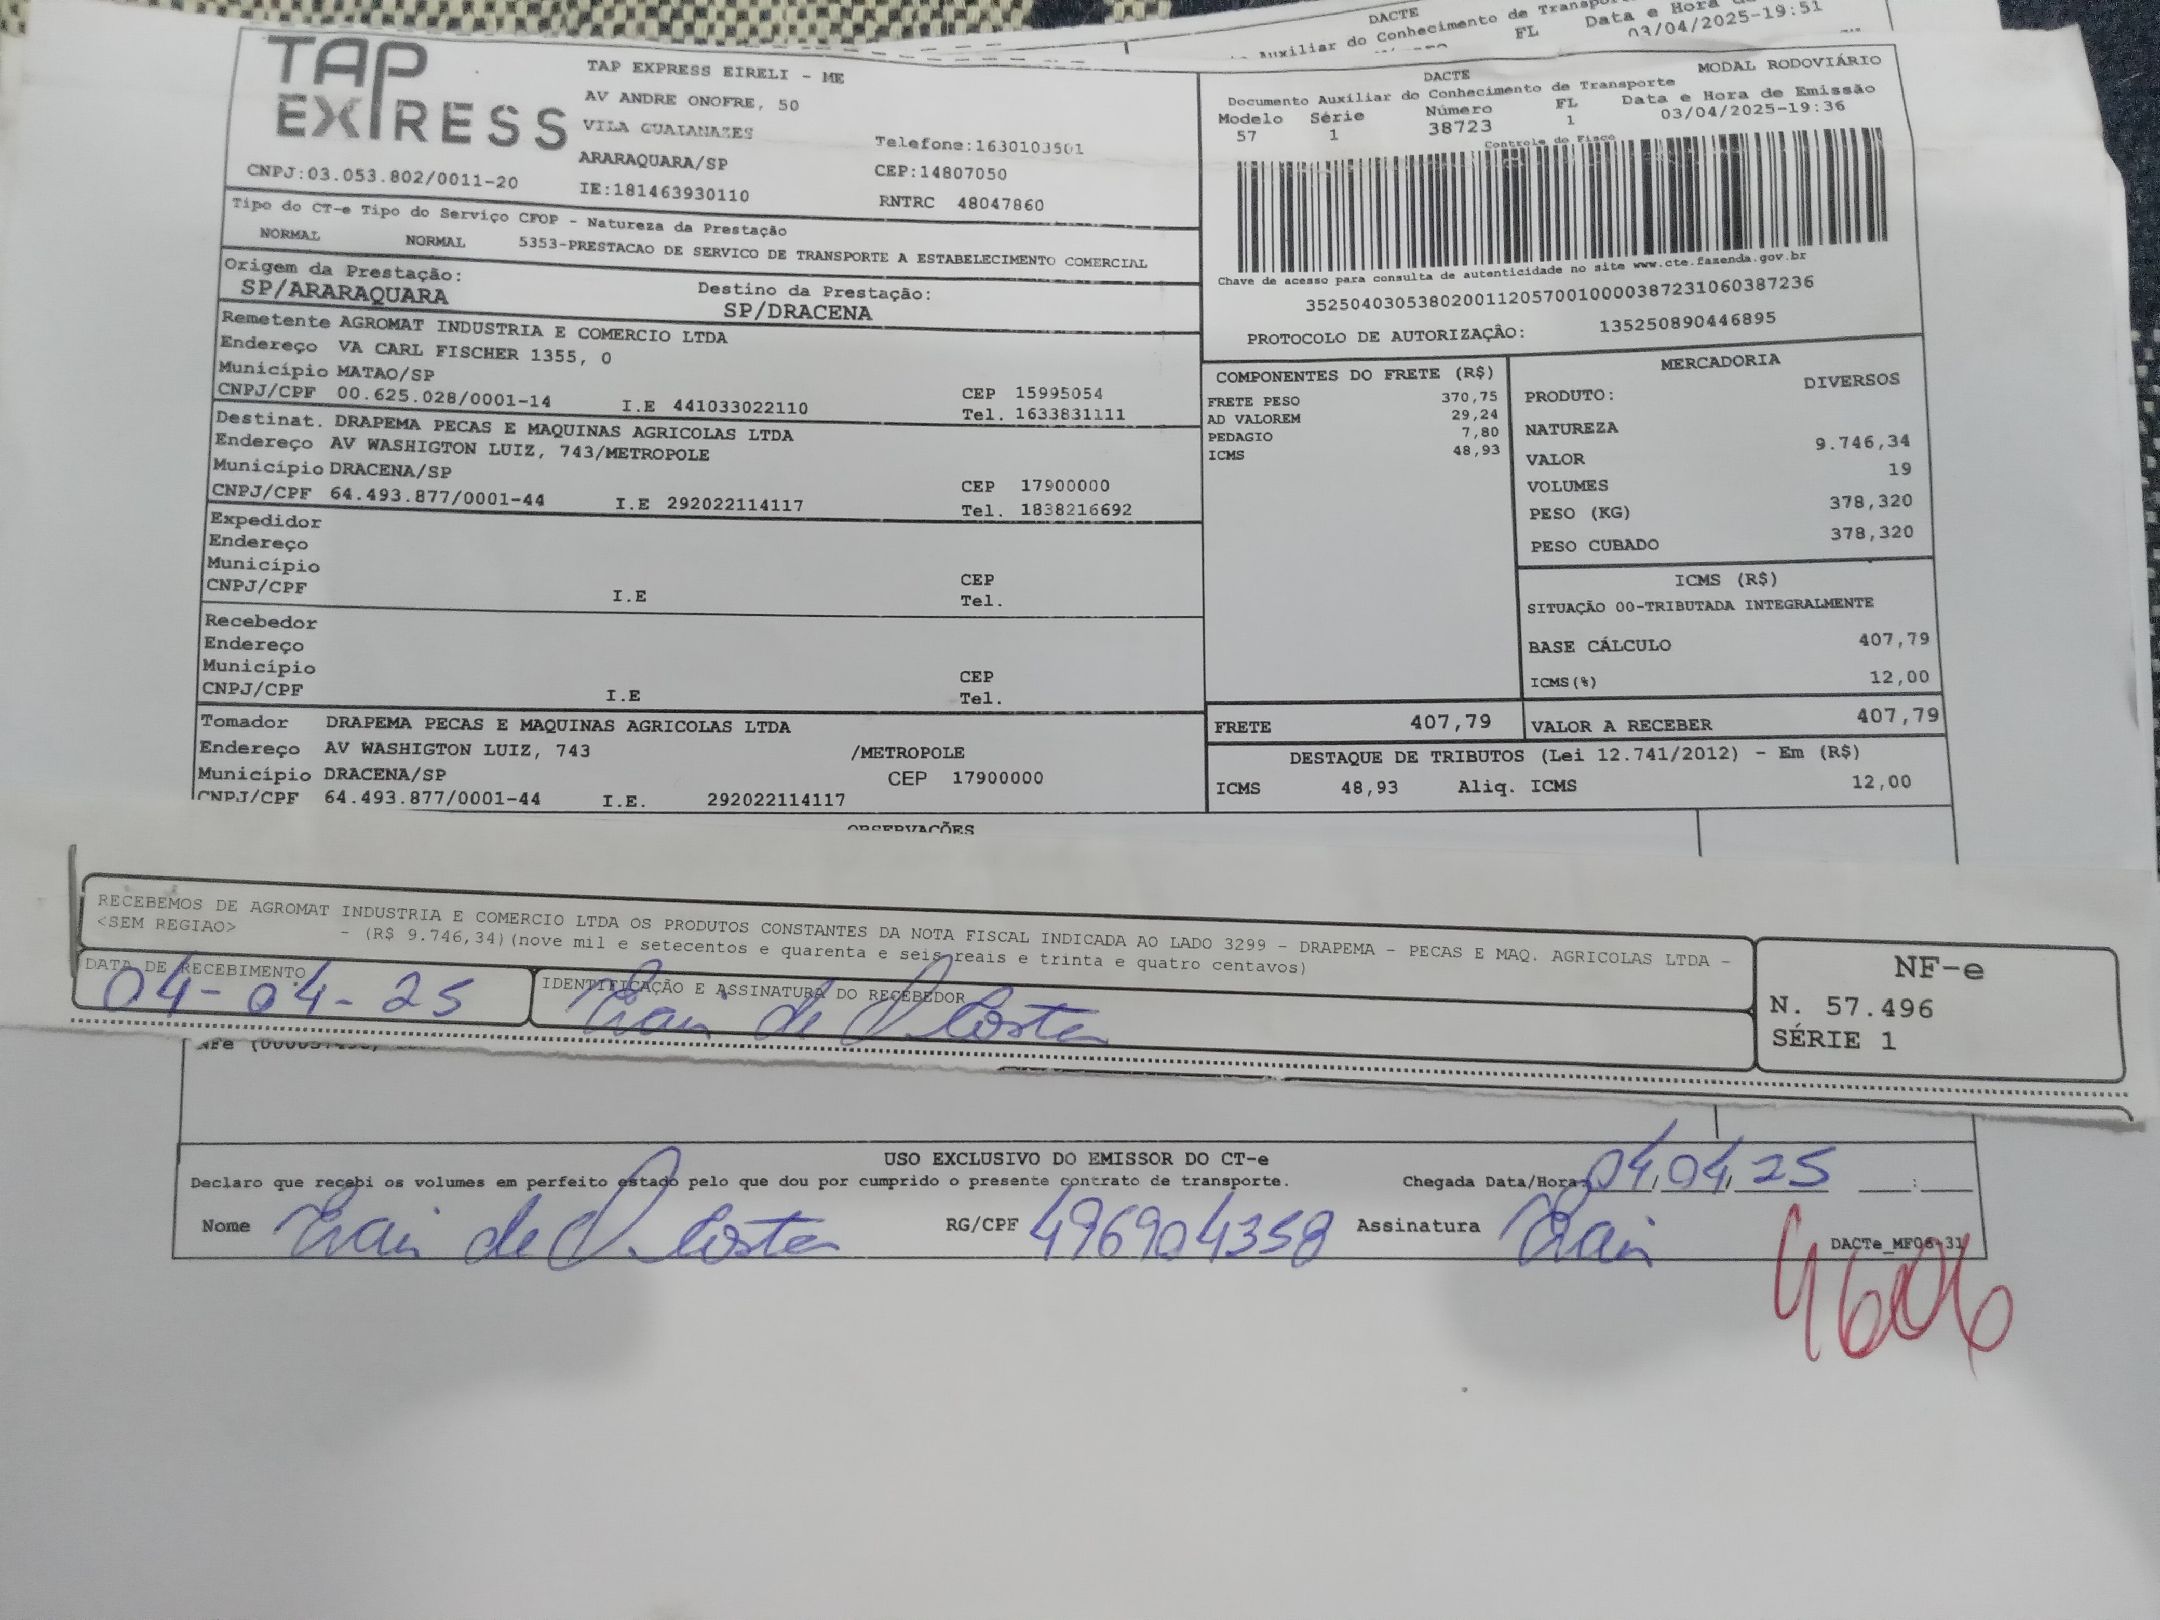 DACTE
Auxiliar do Conhecimento de
FL Data e Hora
03/04/2025-19:51
TAP
EXPRESS
TAP EXPRESS EIRELI - ME
AV ANDRE ONOFRE, 50
VILA GUAIANAZES
Telefone:1630103501
ARARAQUARA/SP
CEP:14807050
CNPJ:03.053.802/0011-20
IE:181463930110
RNTRC 48047860
DACTE
MODAL RODOVIÁRIO
Documento Auxiliar do Conhecimento de Transporte
Modelo Série Número FL Data e Hora de Emissão
57 1 38723 1 03/04/2025-19:36
Controle do Fisco
Tipo do CT-e Tipo do Serviço CFOP - Natureza da Prestação
NORMAL NORMAL 5353-PRESTACAO DE SERVICO DE TRANSPORTE A ESTABELECIMENTO COMERCIAL
Chave de acesso para consulta de autenticidade no site www.cte.fazenda.gov.br
35250403053802001120570010000387231060387236
PROTOCOLO DE AUTORIZAÇÃO: 135250890446895
Origem da Prestação:
SP/ARARAQUARA
Destino da Prestação:
SP/DRACENA
Remetente AGROMAT INDUSTRIA E COMERCIO LTDA
Endereço VA CARL FISCHER 1355, 0
Município MATAO/SP
CEP 15995054
CNPJ/CPF 00.625.028/0001-14 I.E 441033022110 Tel. 1633831111
Destinat. DRAPEMA PECAS E MAQUINAS AGRICOLAS LTDA
Endereço AV WASHIGTON LUIZ, 743/METROPOLE
Município DRACENA/SP
CEP 17900000
CNPJ/CPF 64.493.877/0001-44 I.E 292022114117 Tel. 1838216692
Expedidor
Endereço
Município
CEP
CNPJ/CPF I.E Tel.
Recebedor
Endereço
Município
CEP
CNPJ/CPF I.E Tel.
Tomador DRAPEMA PECAS E MAQUINAS AGRICOLAS LTDA
Endereço AV WASHIGTON LUIZ, 743 /METROPOLE
Município DRACENA/SP CEP 17900000
CNPJ/CPF 64.493.877/0001-44 I.E. 292022114117
COMPONENTES DO FRETE (R$)
FRETE PESO 370,75
AD VALOREM 29,24
PEDAGIO 7,80
ICMS 48,93
MERCADORIA
PRODUTO: DIVERSOS
NATUREZA
VALOR 9.746,34
VOLUMES 19
PESO (KG) 378,320
PESO CUBADO 378,320
ICMS (R$)
SITUAÇÃO 00-TRIBUTADA INTEGRALMENTE
BASE CÁLCULO 407,79
ICMS(%) 12,00
FRETE 407,79
VALOR A RECEBER 407,79
DESTAQUE DE TRIBUTOS (Lei 12.741/2012) - Em (R$)
ICMS 48,93 Aliq. ICMS 12,00
OBSERVAÇÕES
RECEBEMOS DE AGROMAT INDUSTRIA E COMERCIO LTDA OS PRODUTOS CONSTANTES DA NOTA FISCAL INDICADA AO LADO 3299 - DRAPEMA - PECAS E MAQ. AGRICOLAS LTDA -
<SEM REGIAO> - (R$ 9.746,34)(nove mil e setecentos e quarenta e seis reais e trinta e quatro centavos)
DATA DE RECEBIMENTO
04-04-25
IDENTIFICAÇÃO E ASSINATURA DO RECEBEDOR
de Costa
NF-e
N. 57.496
SÉRIE 1
USO EXCLUSIVO DO EMISSOR DO CT-e
Declaro que recebi os volumes em perfeito estado pelo que dou por cumprido o presente contrato de transporte.
Chegada Data/Hora: 04/04/25 __:__
Nome de Costa
RG/CPF 496904358
Assinatura
DACTe_MF06-31
4606